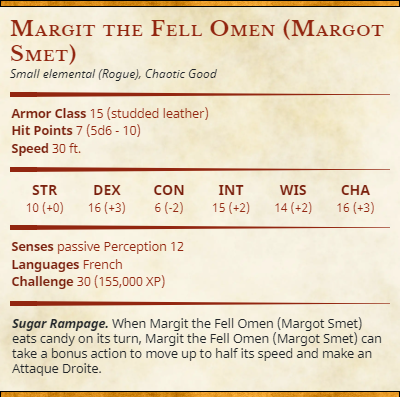 Margit the Fell Omen (Margot
Smet)
Small elemental (Rogue), Chaotic Good
Armor Class 15 (studded leather)
Hit Points 7 (5d6 - 10)
Speed 30 ft.
STR DEX CON INT WIS CHA
10 (+0) 16 (+3) 6 (-2) 15 (+2) 14 (+2) 16 (+3)
Senses passive Perception 12
Languages French
Challenge 30 (155,000 XP)
Sugar Rampage. When Margit the Fell Omen (Margot Smet)
eats candy on its turn, Margit the Fell Omen (Margot Smet) can
take a bonus action to move up to half its speed and make an
Attaque Droite.